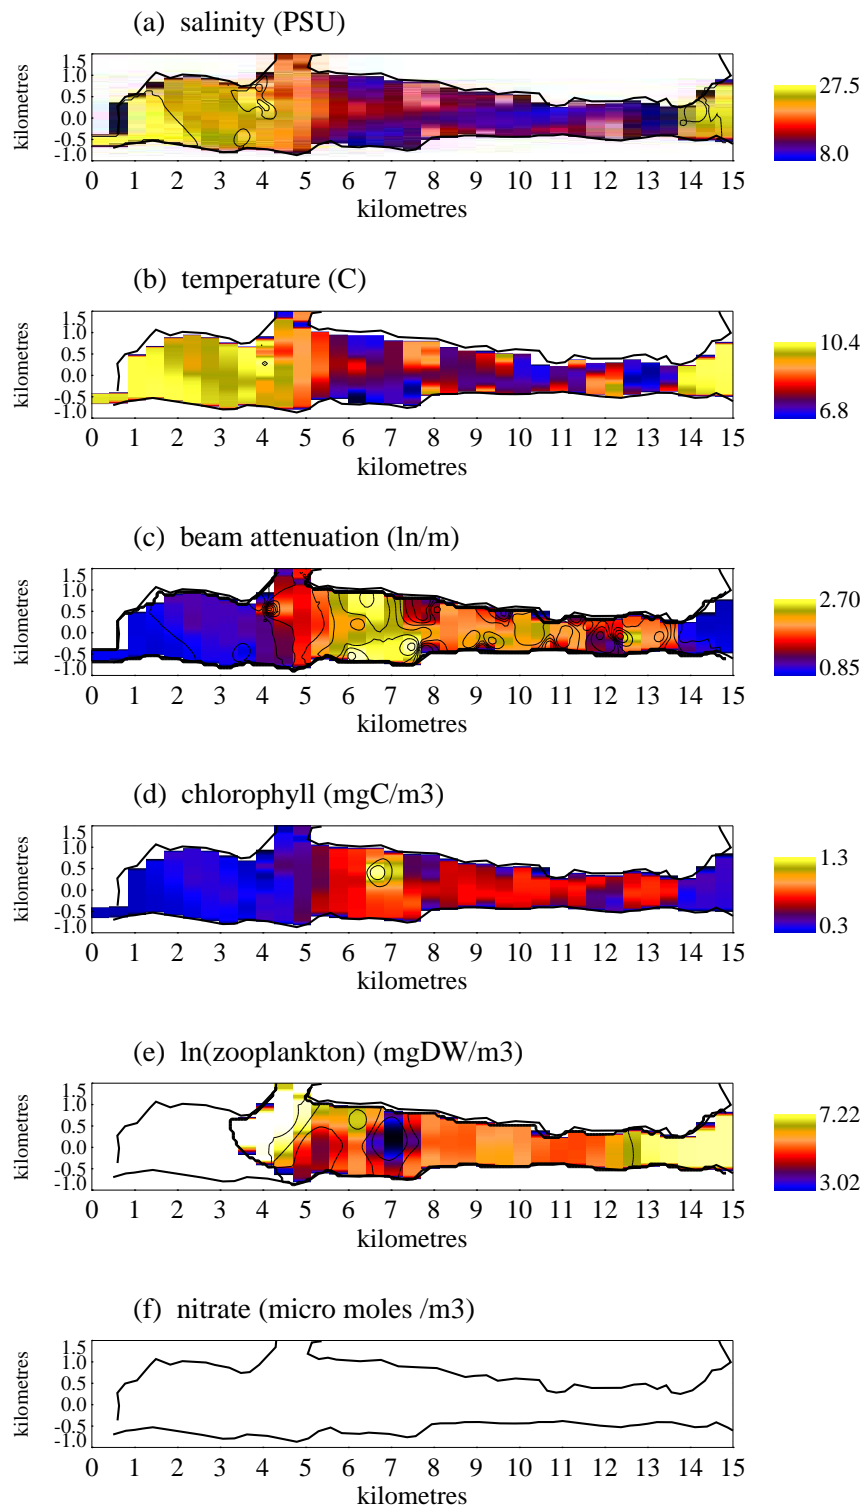 (a) salinity (PSU)
kilometres
1.5
1.0
0.5
0.0
-0.5
-1.0
27.5
8.0
0 1 2 3 4 5 6 7 8 9 10 11 12 13 14 15
kilometres
(b) temperature (C)
kilometres
1.5
1.0
0.5
0.0
-0.5
-1.0
10.4
6.8
0 1 2 3 4 5 6 7 8 9 10 11 12 13 14 15
kilometres
(c) beam attenuation (ln/m)
kilometres
1.5
1.0
0.5
0.0
-0.5
-1.0
2.70
0.85
0 1 2 3 4 5 6 7 8 9 10 11 12 13 14 15
kilometres
(d) chlorophyll (mgC/m3)
kilometres
1.5
1.0
0.5
0.0
-0.5
-1.0
1.3
0.3
0 1 2 3 4 5 6 7 8 9 10 11 12 13 14 15
kilometres
(e) ln(zooplankton) (mgDW/m3)
kilometres
1.5
1.0
0.5
0.0
-0.5
-1.0
7.22
3.02
0 1 2 3 4 5 6 7 8 9 10 11 12 13 14 15
kilometres
(f) nitrate (micro moles /m3)
kilometres
1.5
1.0
0.5
0.0
-0.5
-1.0
0 1 2 3 4 5 6 7 8 9 10 11 12 13 14 15
kilometres